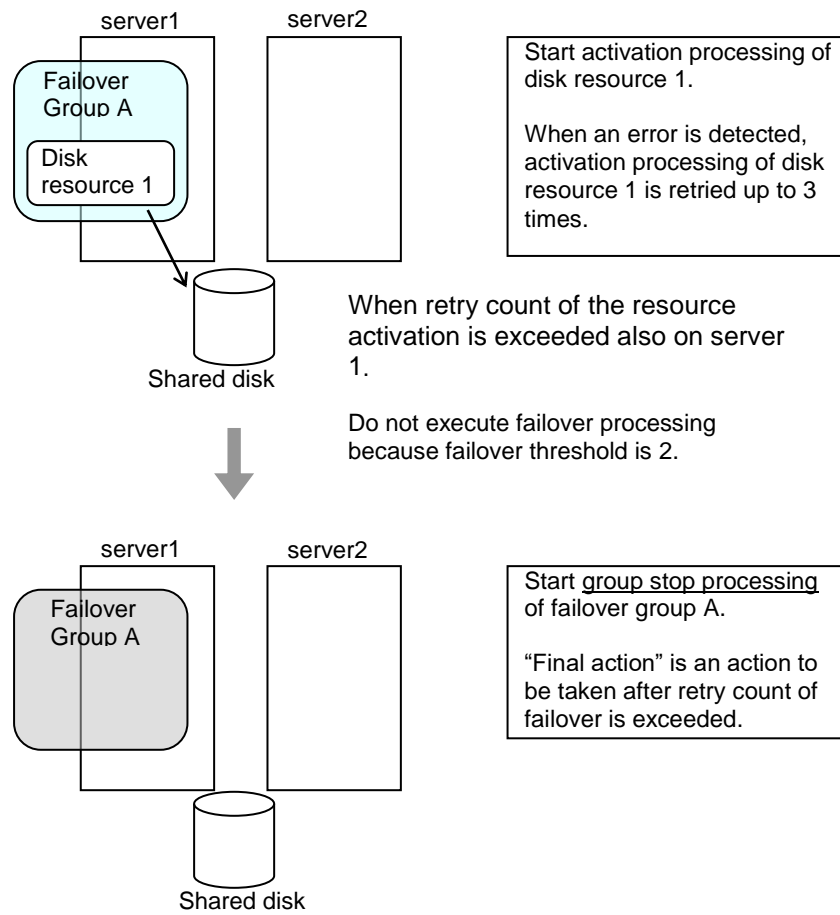 server1
server2
Failover
Group A
Disk
resource 1
Shared disk
Start activation processing of
disk resource 1.
When an error is detected,
activation processing of disk
resource 1 is retried up to 3
times.
When retry count of the resource
activation is exceeded also on server
1.
Do not execute failover processing
because failover threshold is 2.
server1
server2
Failover
Group A
Shared disk
Start group stop processing
of failover group A.
“Final action” is an action to
be taken after retry count of
failover is exceeded.